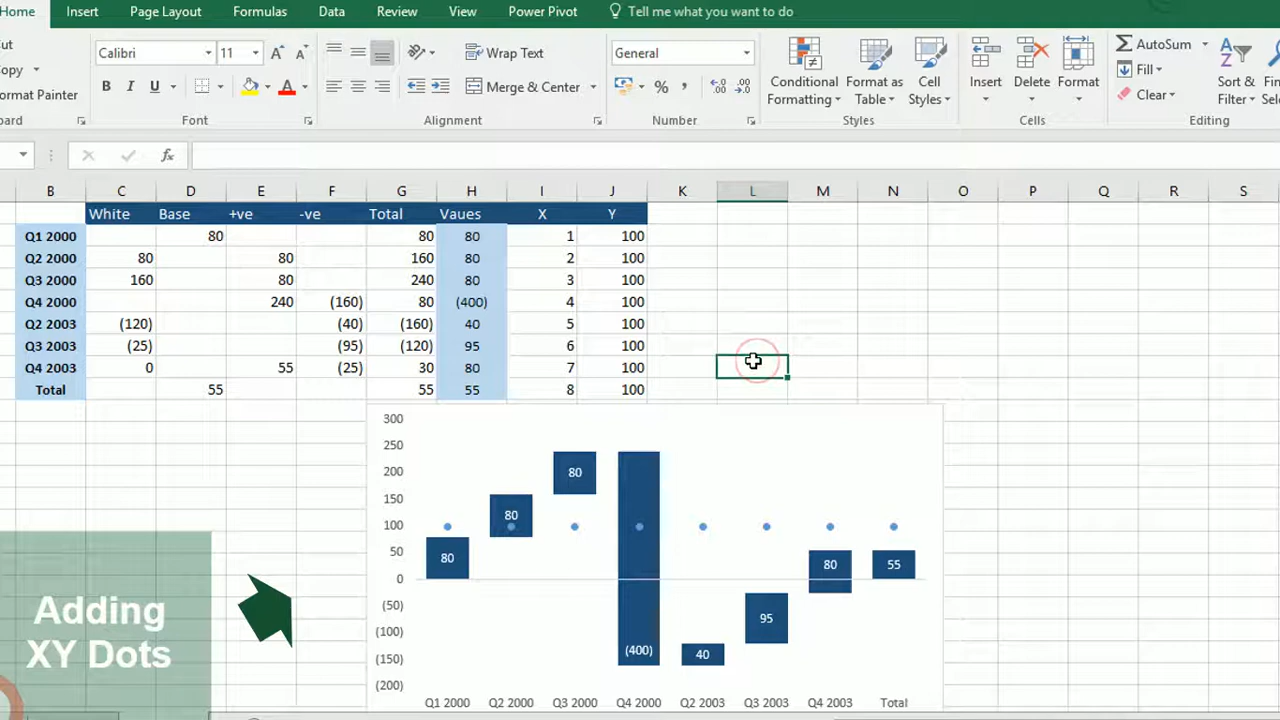 Home Insert Page Layout Formulas Data Review View Power Pivot Tell me what you want to do
Calibri 11 Wrap Text General AutoSum
B I U A Merge & Center % , Conditional Formatting Format as Table Cell Styles Insert Delete Format Fill Sort & Filter
ormat Painter Clear
Font Alignment Number Styles Cells Editing
fx
B C D E F G H I J K L M N O P Q R S
White Base +ve -ve Total Vaues X Y
Q1 2000 80 80 80 1 100
Q2 2000 80 80 160 80 2 100
Q3 2000 160 80 240 80 3 100
Q4 2000 240 (160) 80 (400) 4 100
Q2 2003 (120) (40) (160) 40 5 100
Q3 2003 (25) (95) (120) 95 6 100
Q4 2003 0 55 (25) 30 80 7 100
Total 55 55 55 8 100
300
250
200 80
150
100 80
50 80 80 55
0
(50)
(100) 95
(150) (400) 40
(200)
Q1 2000 Q2 2000 Q3 2000 Q4 2000 Q2 2003 Q3 2003 Q4 2003 Total
Adding
XY Dots